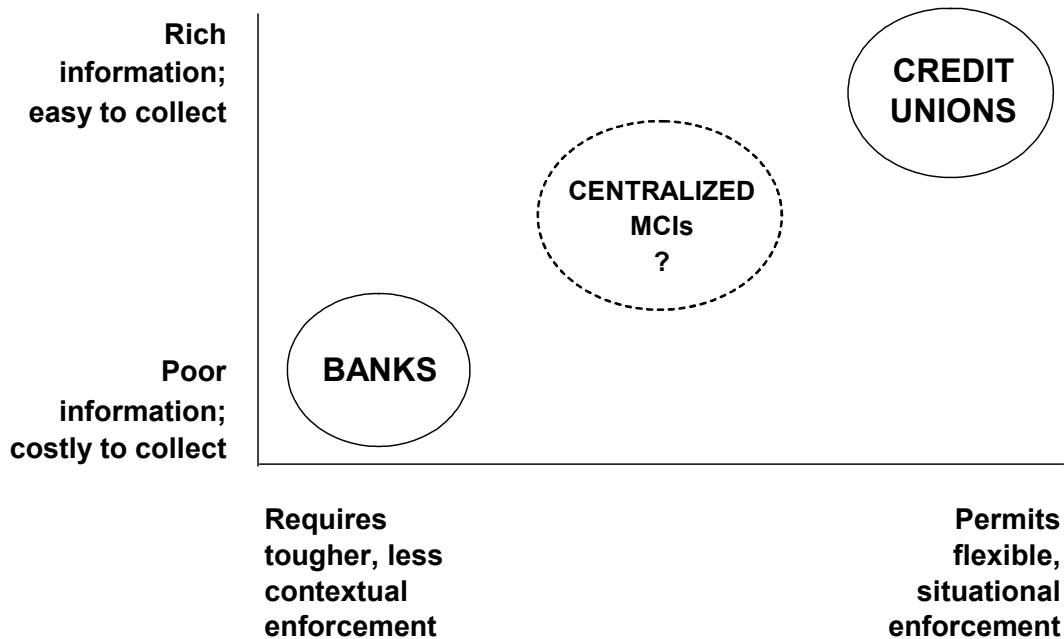 Rich
information;
easy to collect
CREDIT
UNIONS
CENTRALIZED
MCIs
?
BANKS
Poor
information;
costly to collect
Requires
tougher, less
contextual
enforcement
Permits
flexible,
situational
enforcement